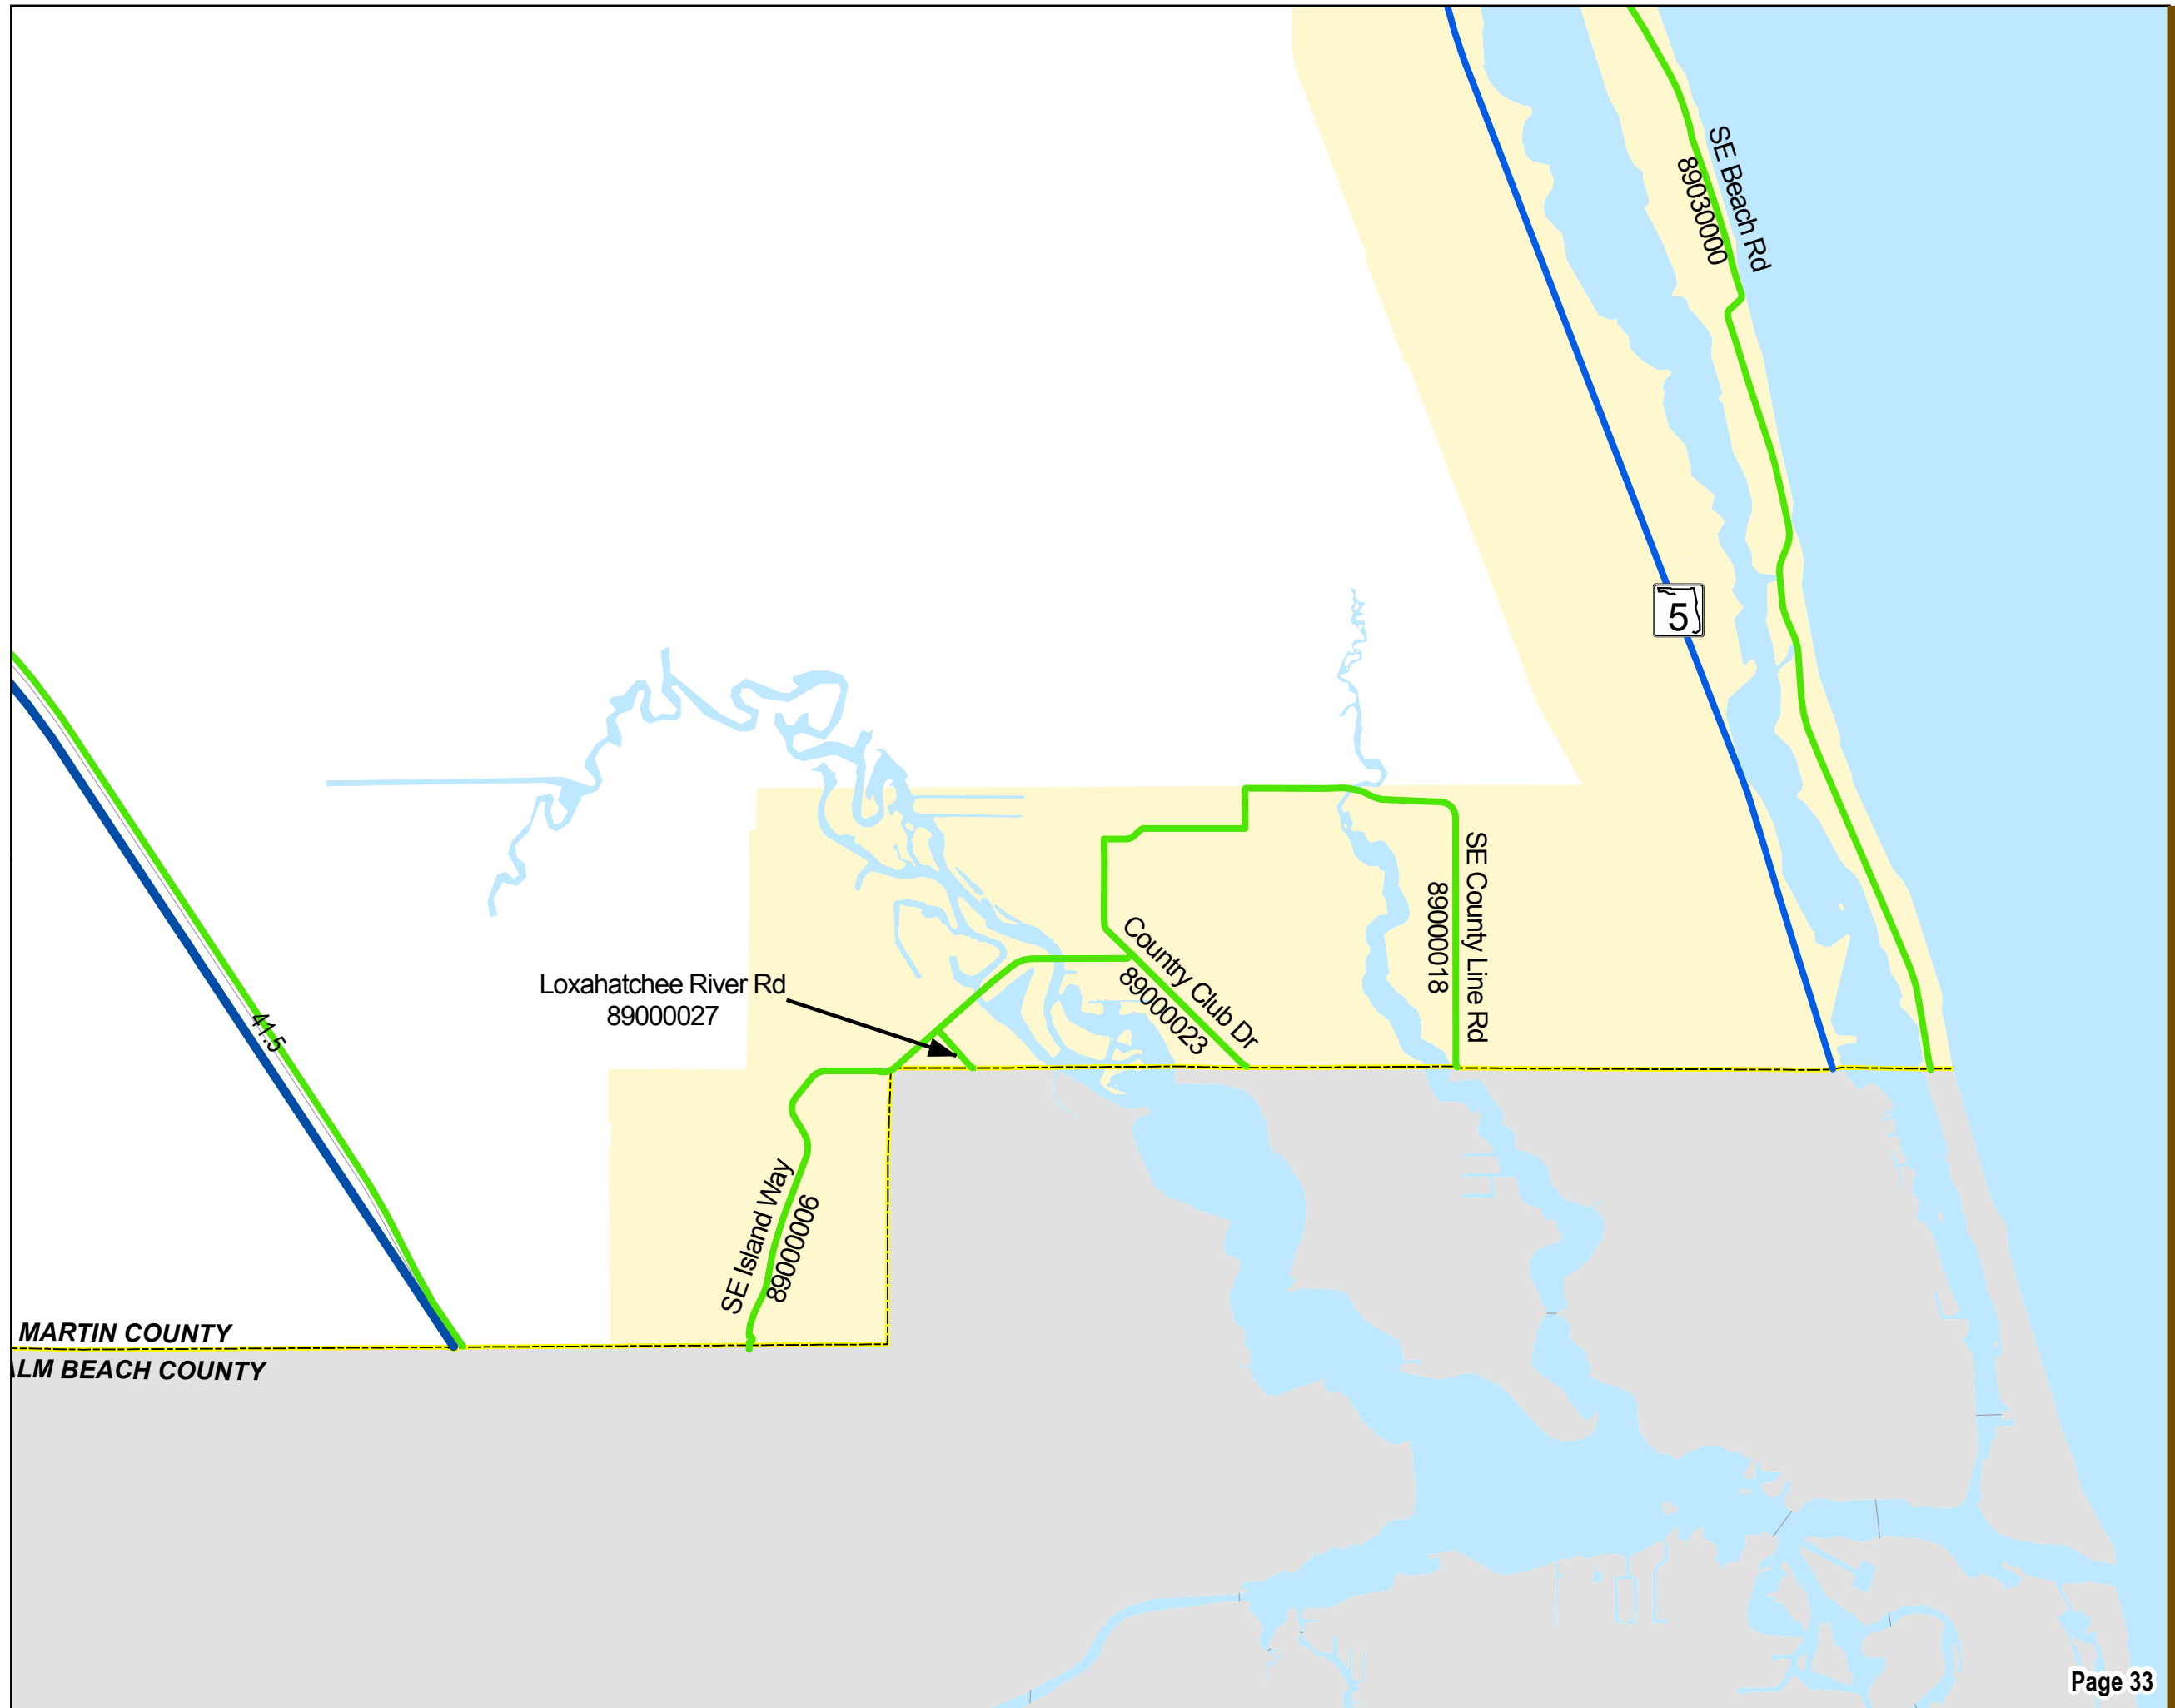 SE Beach Rd
89030000
5
SE County Line Rd
89000018
Country Club Dr
89000023
Loxahatchee River Rd
89000027
41.5
SE Island Way
89000006
MARTIN COUNTY
ALM BEACH COUNTY
Page 33